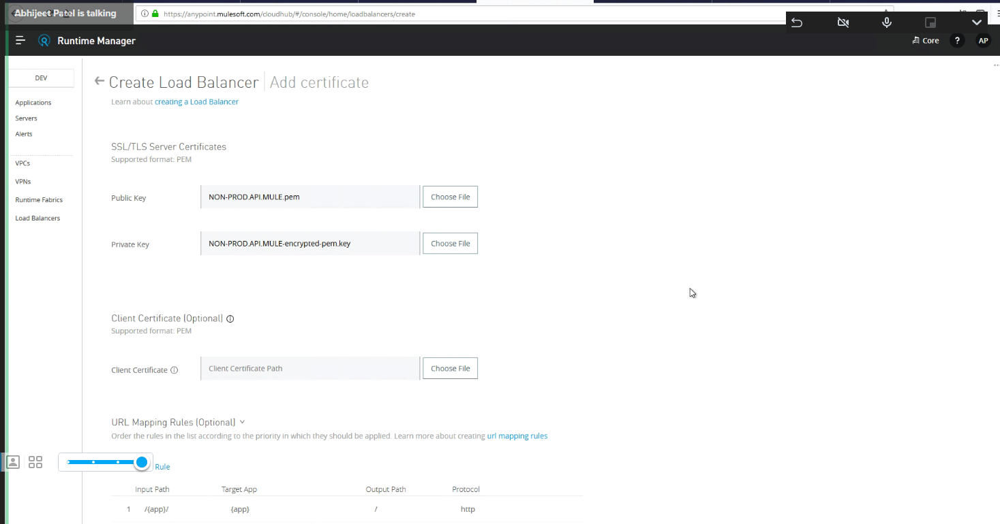 Abhijeet Patel is talking
https://anypoint.mulesoft.com/cloudhub/#/console/home/loadbalancers/create
Runtime Manager
Core
?
AP
DEV
Applications
Servers
Alerts
VPCs
VPNs
Runtime Fabrics
Load Balancers
Create Load Balancer
Add certificate
Learn about creating a Load Balancer
SSL/TLS Server Certificates
Supported format: PEM
Public Key
NON-PROD.API.MULE.pem
Choose File
Private Key
NON-PROD.API.MULE-encrypted-pem.key
Choose File
Client Certificate (Optional)
Supported format: PEM
Client Certificate
Client Certificate Path
Choose File
URL Mapping Rules (Optional)
Order the rules in the list according to the priority in which they should be applied. Learn more about creating url mapping rules
Rule
Input Path Target App Output Path Protocol
1 /{app}/ {app} / http